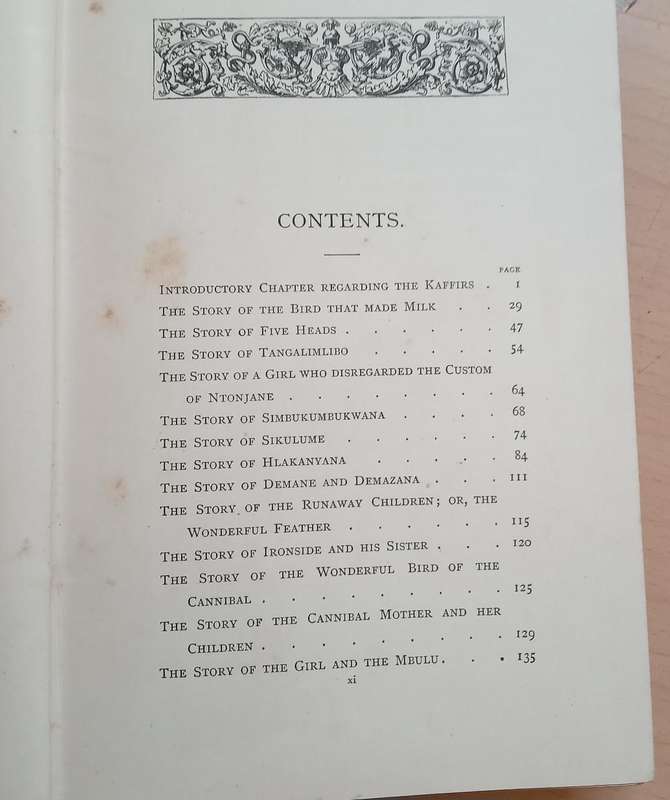 CONTENTS.
PAGE
INTRODUCTORY CHAPTER REGARDING THE KAFFIRS . 1
THE STORY OF THE BIRD THAT MADE MILK . . 29
THE STORY OF FIVE HEADS . . . . . . 47
THE STORY OF TANGALIMLIBO . . . . . 54
THE STORY OF A GIRL WHO DISREGARDED THE CUSTOM
OF NTONJANE . . . . . . . . 64
THE STORY OF SIMBUKUMBUKWANA . . . . 68
THE STORY OF SIKULUME . . . . . . 74
THE STORY OF HLAKANYANA . . . . . 84
THE STORY OF DEMANE AND DEMAZANA . . . 111
THE STORY OF THE RUNAWAY CHILDREN; OR, THE
WONDERFUL FEATHER . . . . . . 115
THE STORY OF IRONSIDE AND HIS SISTER . . . 120
THE STORY OF THE WONDERFUL BIRD OF THE
CANNIBAL . . . . . . . . . 125
THE STORY OF THE CANNIBAL MOTHER AND HER
CHILDREN . . . . . . . . . 129
THE STORY OF THE GIRL AND THE MBULU . . . 135
xi